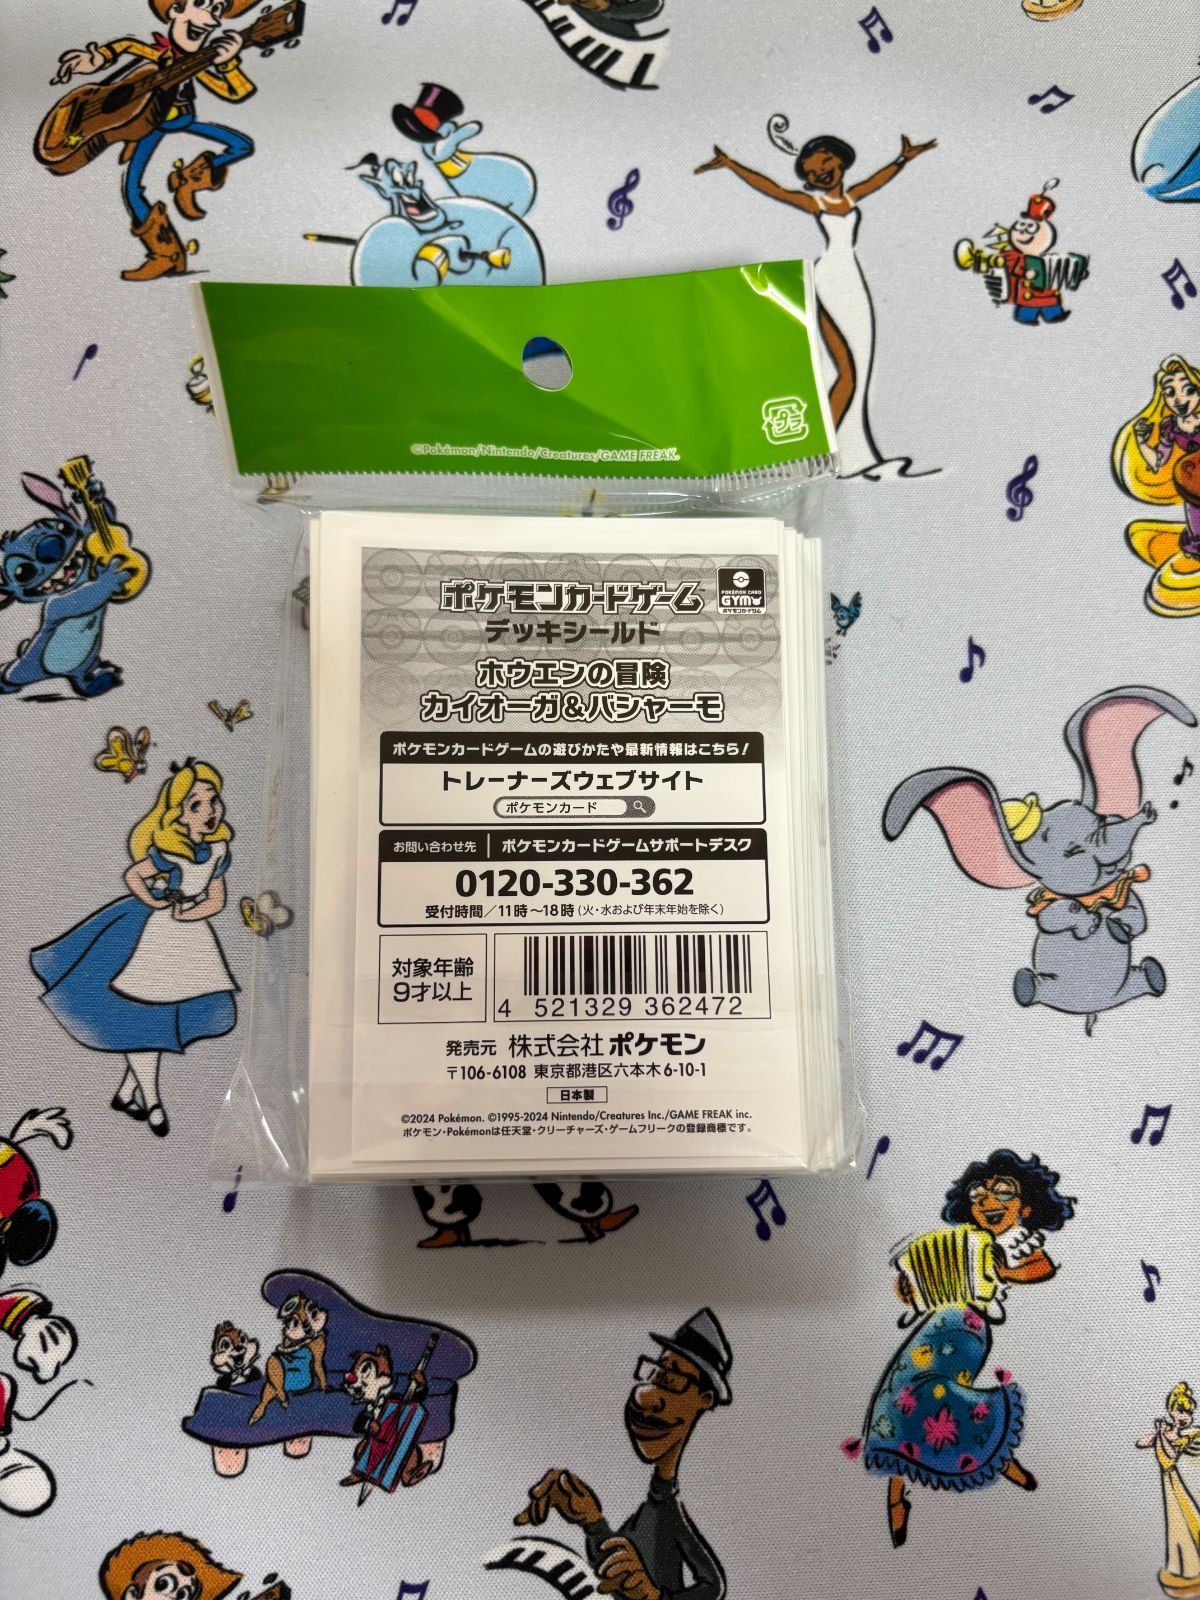 プラ
©Pokémon/Nintendo/Creatures/GAME FREAK.
ポケモンカードゲーム™
POKÉMON CARD
GYM
ポケモンカードジム
デッキシールド
ホウエンの冒険
カイオーガ&バシャーモ
ポケモンカードゲームの遊びかたや最新情報はこちら!
トレーナーズウェブサイト
ポケモンカード
お問い合わせ先 ポケモンカードゲームサポートデスク
0120-330-362
受付時間/11時〜18時(火・水および年末年始を除く)
対象年齢
9才以上
4 521329 362472
発売元 株式会社ポケモン
〒106-6108 東京都港区六本木6-10-1
日本製
©2024 Pokémon. ©1995-2024 Nintendo/Creatures Inc./GAME FREAK inc.
ポケモン・Pokémonは任天堂・クリーチャーズ・ゲームフリークの登録商標です。